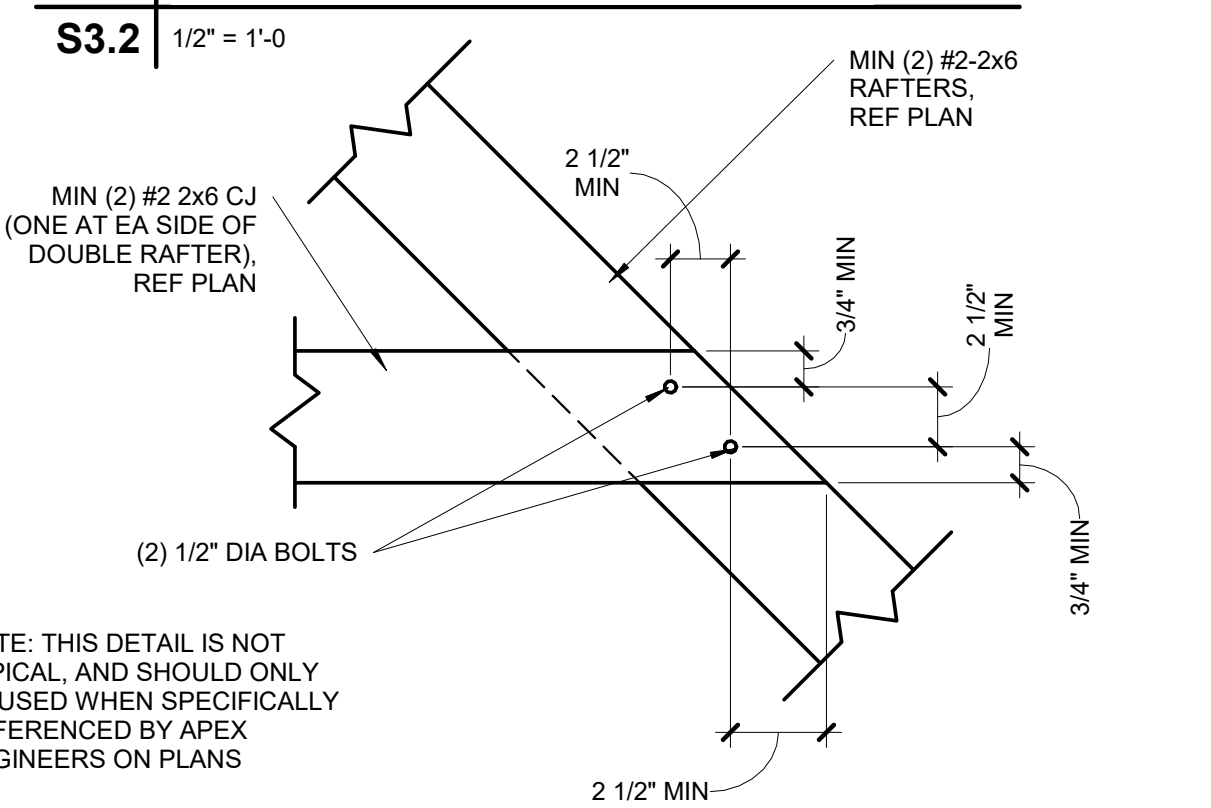 S3.2
1/2" = 1'-0
MIN (2) #2-2x6
RAFTERS,
REF PLAN
2 1/2"
MIN
MIN (2) #2 2x6 CJ
(ONE AT EA SIDE OF
DOUBLE RAFTER),
REF PLAN
3/4" MIN
2 1/2"
MIN
(2) 1/2" DIA BOLTS
3/4" MIN
TE: THIS DETAIL IS NOT
PICAL, AND SHOULD ONLY
USED WHEN SPECIFICALLY
FERENCED BY APEX
GINEERS ON PLANS
2 1/2" MIN